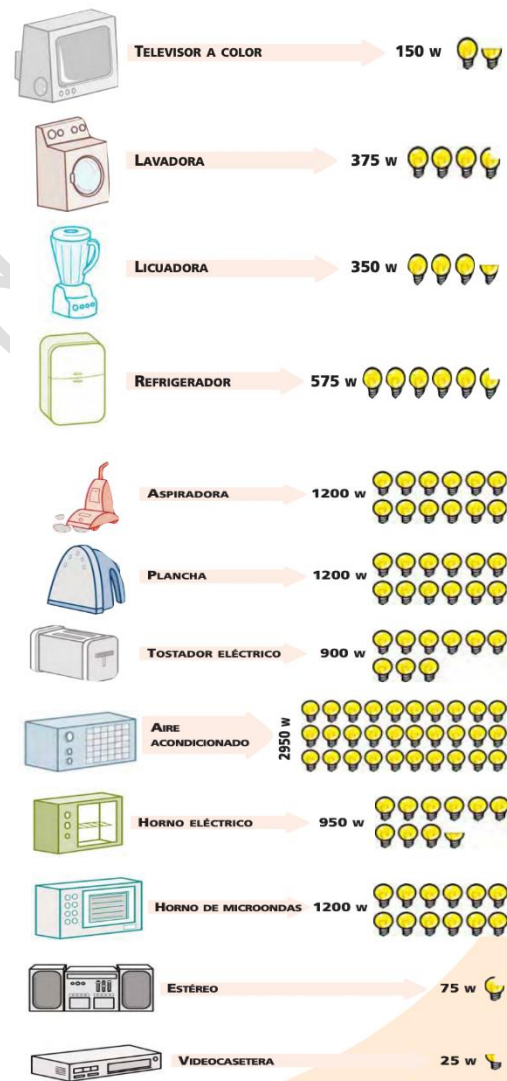 TELEVISOR A COLOR 150 W
LAVADORA 375 W
LICUADORA 350 W
REFRIGERADOR 575 W
ASPIRADORA 1200 W
PLANCHA 1200 W
TOSTADOR ELÉCTRICO 900 W
AIRE
ACONDICIONADO 2950 W
HORNO ELÉCTRICO 950 W
HORNO DE MICROONDAS 1200 W
ESTÉREO 75 W
VIDEOCASETERA 25 W